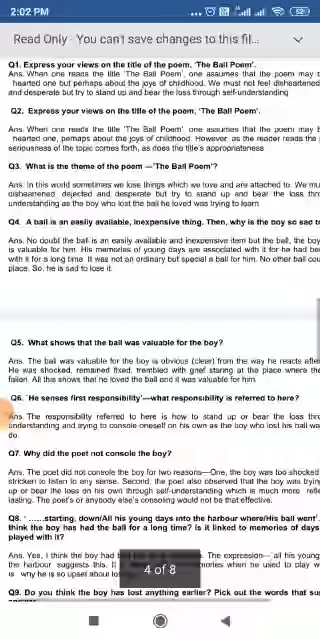 2:02 PM
Read Only - You can't save changes to this fil...
Q1. Express your views on the title of the poem, 'The Ball Poem'.
Ans. When one reads the title 'The Ball Poem', one assumes that the poem may
hearted one but perhaps about the joys of childhood. We must not feel disheartened
and desperate but try to stand up and bear the loss through self-understanding
Q2. Express your views on the title of the poem, 'The Ball Poem'.
Ans. When one reads the title 'The Ball Poem', one assumes that the poem may
hearted one, perhaps about the joys of childhood. However as the reader reads the
seriousness of the topic comes forth, as does the title's appropriateness
Q3. What is the theme of the poem —'The Ball Poem'?
Ans. In this world sometimes we lose things which we love and are attached to. We
disheartened, dejected and desperate but try to stand up and bear the loss
understanding as the boy who lost the ball he loved was trying to learn
Q4. A ball is an easily available, inexpensive thing. Then, why is the boy so sad
Ans. No doubt the ball is an easily available and inexpensive item but the ball, the boy
is valuable for him. His memories of young days are associated with it for he had
with it for a long time. It was not an ordinary but special a ball for him. No other ball
place. So, he is sad to lose it.
Q5. What shows that the ball was valuable for the boy?
Ans. The ball was valuable for the boy is obvious (clear) from the way he reacts
He was shocked, remained fixed, trembled with grief staring at the place where
fallen. All this shows that he loved the ball and it was valuable for him.
Q6. 'He senses first responsibility'—what responsibility is referred to here?
Ans. The responsibility referred to here is how to stand up or bear the loss
understanding and trying to console oneself on his own as the boy who lost his ball
do.
Q7. Why did the poet not console the boy?
Ans. The poet did not console the boy for two reasons—One, the boy was too shocked
stricken to listen to any sense. Second, the poet also observed that the boy was
up or bear the loss on his own through self-understanding which is much more
lasting. The poet's or anybody else's consoling would not be that effective.
Q8. ' ......staring, down/All his young days into the harbour where/His ball went'.
think the boy has had the ball for a long time? Is it linked to memories of days
played with it?
Ans. Yes, I think the boy had The expression—'all his
the harbour suggests this. It when he used to play
is why he is so upset about
4 of 8
Q9. Do you think the boy has lost anything earlier? Pick out the words that